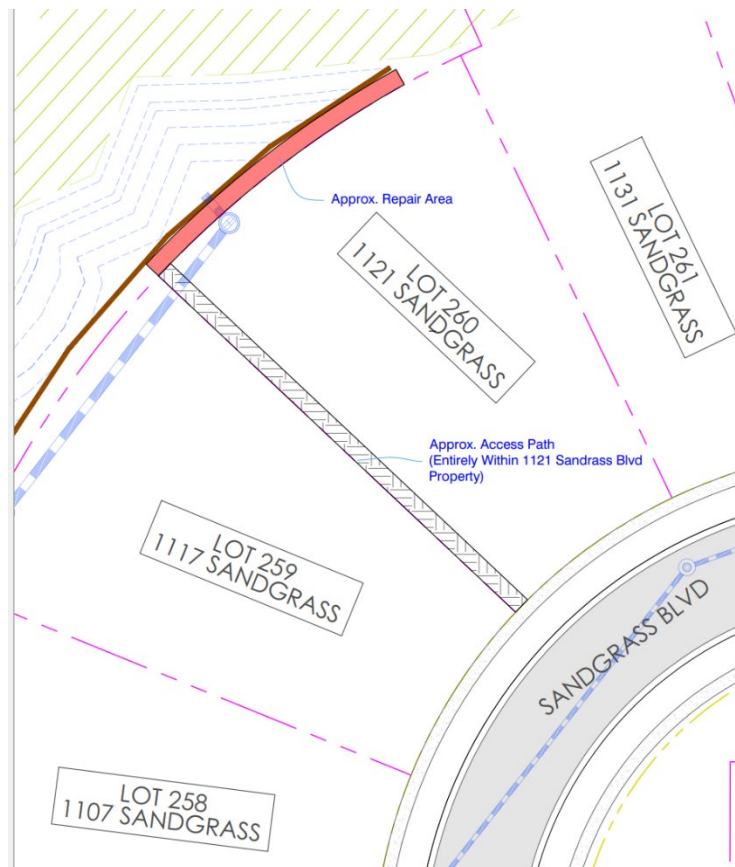 Approx. Repair Area
LOT 261
1131 SANDGRASS
LOT 260
1121 SANDGRASS
Approx. Access Path
(Entirely Within 1121 Sandrass Blvd
Property)
LOT 259
1117 SANDGRASS
SANDGRASS BLVD
LOT 258
1107 SANDGRASS